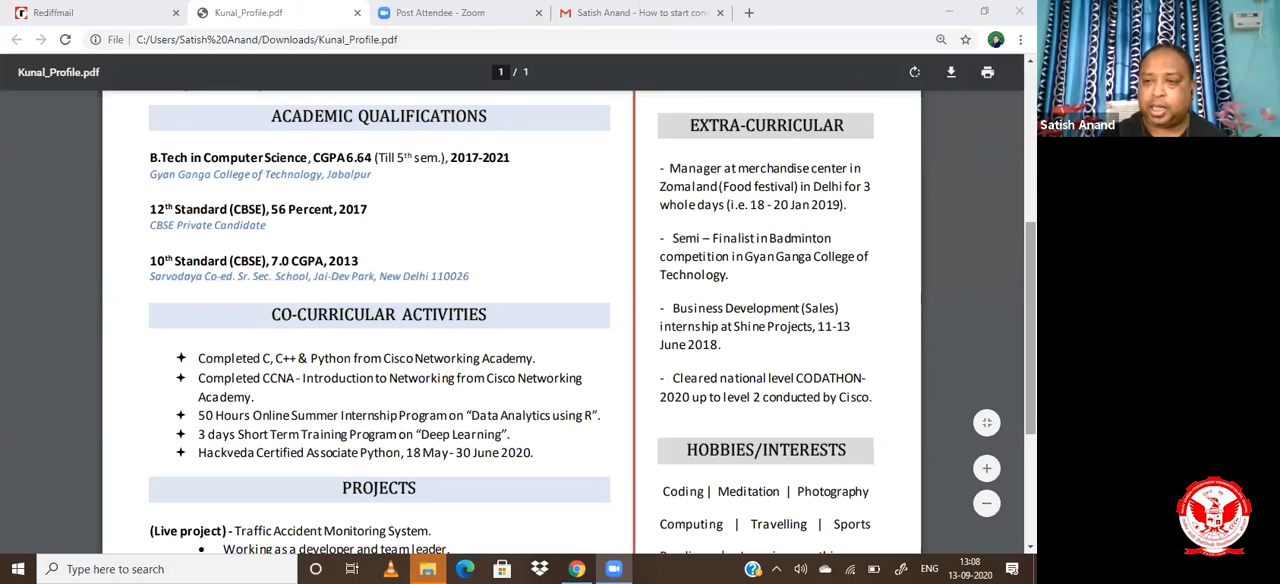 Rediffmail
Kunal_Profile.pdf
Post Attendee - Zoom
Satish Anand - How to start con
File
C:/Users/Satish%20Anand/Downloads/Kunal_Profile.pdf
Kunal_Profile.pdf
1 / 1
ACADEMIC QUALIFICATIONS
B.Tech in Computer Science, CGPA 6.64 (Till 5th sem.), 2017-2021
Gyan Ganga College of Technology, Jabalpur
12th Standard (CBSE), 56 Percent, 2017
CBSE Private Candidate
10th Standard (CBSE), 7.0 CGPA, 2013
Sarvodaya Co-ed. Sr. Sec. School, Jai-Dev Park, New Delhi 110026
CO-CURRICULAR ACTIVITIES
Completed C, C++ & Python from Cisco Networking Academy.
Completed CCNA - Introduction to Networking from Cisco Networking
Academy.
50 Hours Online Summer Internship Program on “Data Analytics using R”.
3 days Short Term Training Program on “Deep Learning”.
Hackveda Certified Associate Python, 18 May - 30 June 2020.
PROJECTS
(Live project) - Traffic Accident Monitoring System.
Working as a developer and team leader.
EXTRA-CURRICULAR
- Manager at merchandise center in
Zomaland (Food festival) in Delhi for 3
whole days (i.e. 18 - 20 Jan 2019).
- Semi – Finalist in Badminton
competition in Gyan Ganga College of
Technology.
- Business Development (Sales)
internship at Shine Projects, 11-13
June 2018.
- Cleared national level CODATHON-
2020 up to level 2 conducted by Cisco.
HOBBIES/INTERESTS
Coding | Meditation | Photography
Computing | Travelling | Sports
Satish Anand
Type here to search
ENG
13:08
13-09-2020